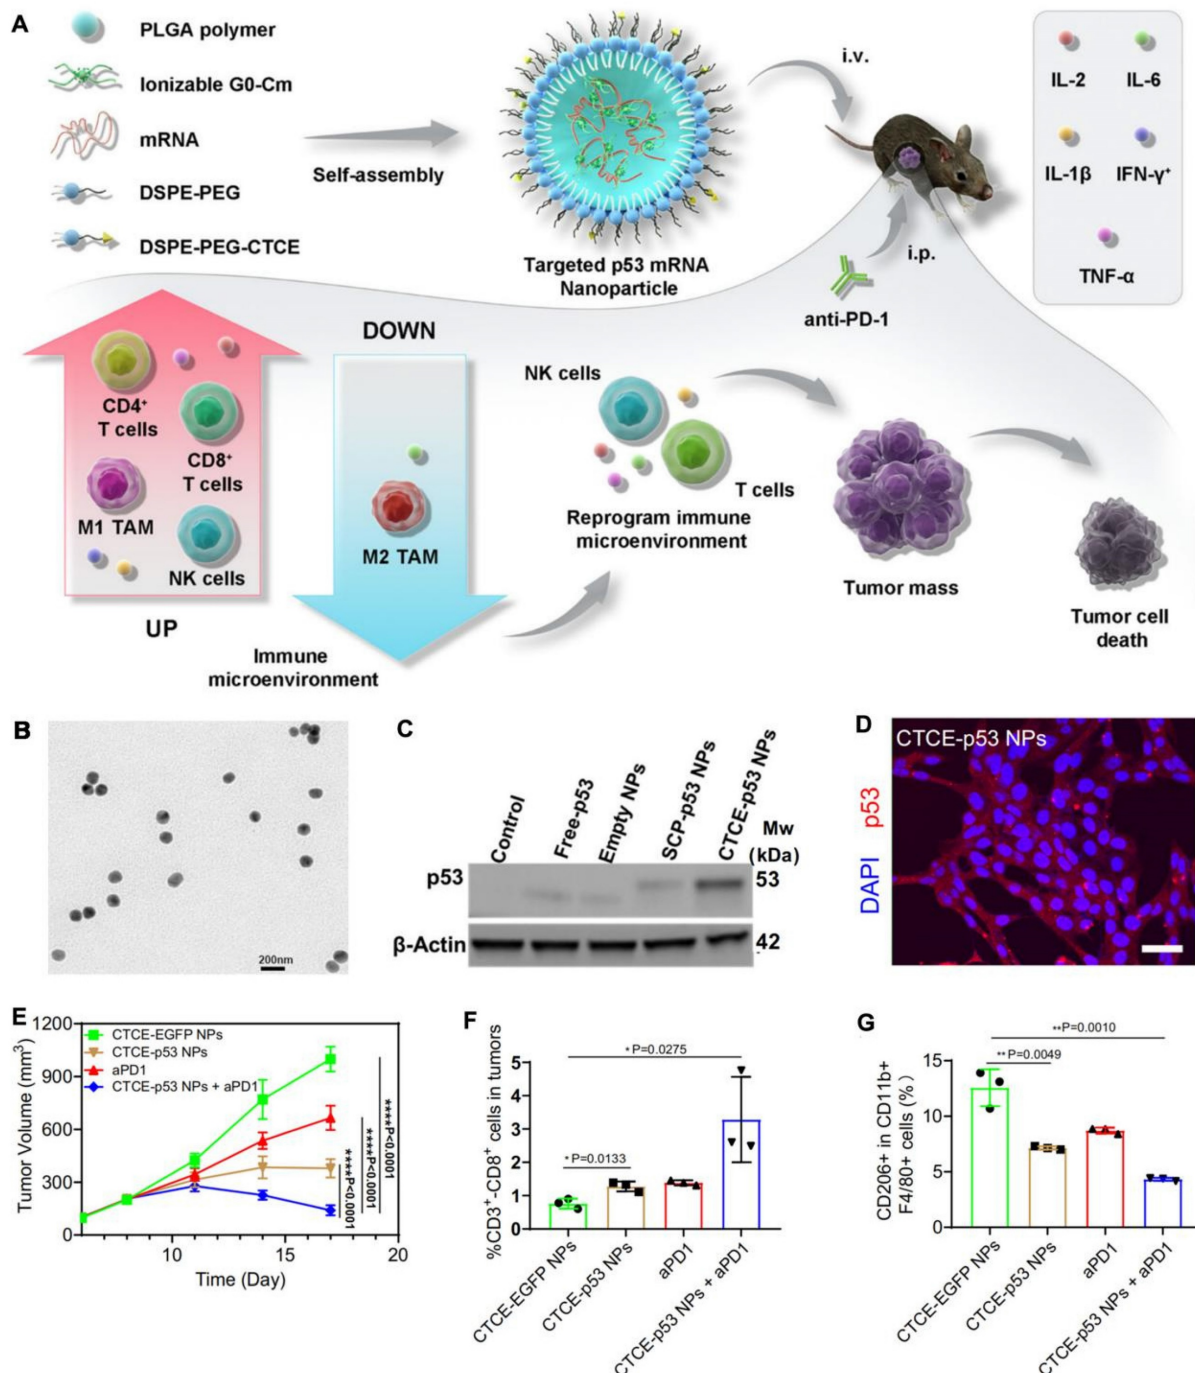 A
PLGA polymer
Ionizable G0-Cm
mRNA
DSPE-PEG
DSPE-PEG-CTCE
Self-assembly
Targeted p53 mRNA
Nanoparticle
i.v.
i.p.
anti-PD-1
IL-2
IL-6
IL-1β
IFN-γ⁺
TNF-α
CD4⁺
T cells
CD8⁺
T cells
M1 TAM
NK cells
UP
DOWN
M2 TAM
Immune
microenvironment
NK cells
T cells
Reprogram immune
microenvironment
Tumor mass
Tumor cell
death
B
200nm
C
Control
Free-p53
Empty NPs
SCP-p53 NPs
CTCE-p53 NPs
Mw
(kDa)
p53
53
β-Actin
42
D
CTCE-p53 NPs
DAPI p53
E
Tumor Volume (mm³)
1200
900
600
300
0
CTCE-EGFP NPs
CTCE-p53 NPs
aPD1
CTCE-p53 NPs + aPD1
****P<0.0001
****P<0.0001
****P<0.0001
10
15
20
Time (Day)
F
%CD3⁺-CD8⁺ cells in tumors
5
4
3
2
1
0
*P=0.0275
*P=0.0133
CTCE-EGFP NPs
CTCE-p53 NPs
aPD1
CTCE-p53 NPs + aPD1
G
CD206+ in CD11b+
F4/80+ cells (%)
15
10
5
0
**P=0.0010
**P=0.0049
CTCE-EGFP NPs
CTCE-p53 NPs
aPD1
CTCE-p53 NPs + aPD1